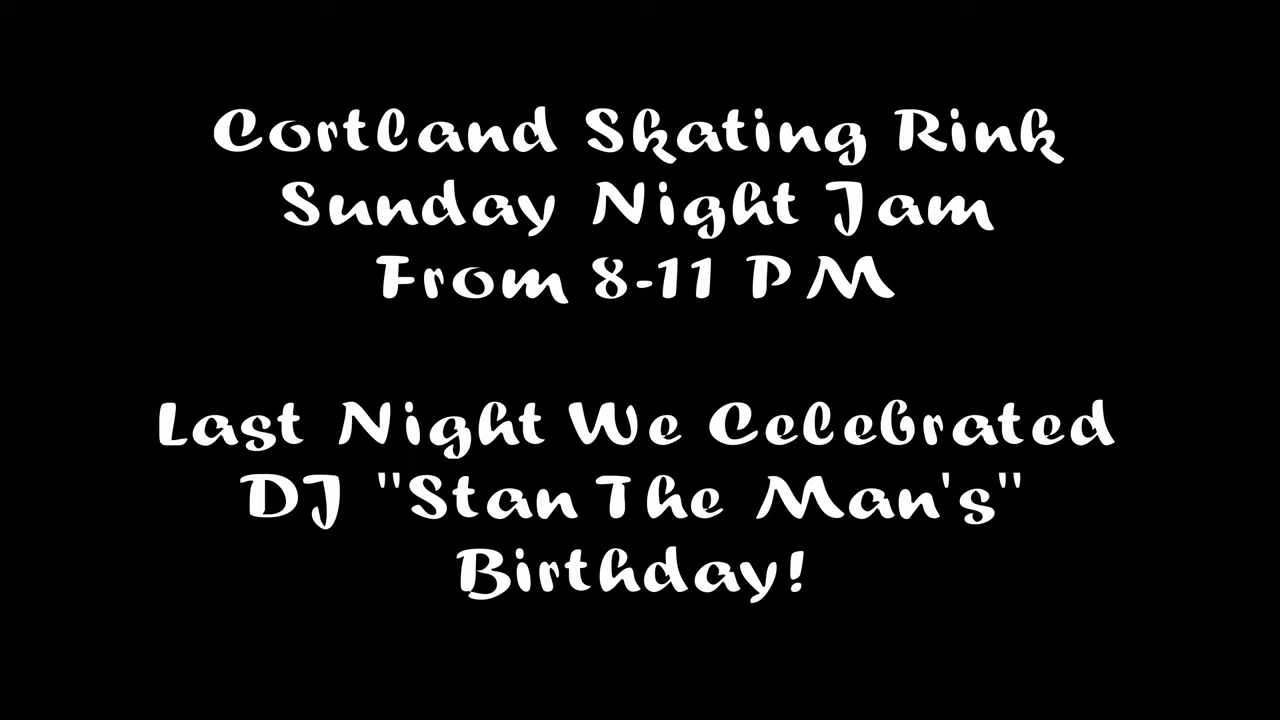 Cortland Skating Rink
Sunday Night Jam
From 8-11 PM
Last Night We Celebrated
DJ "Stan The Man's"
Birthday!